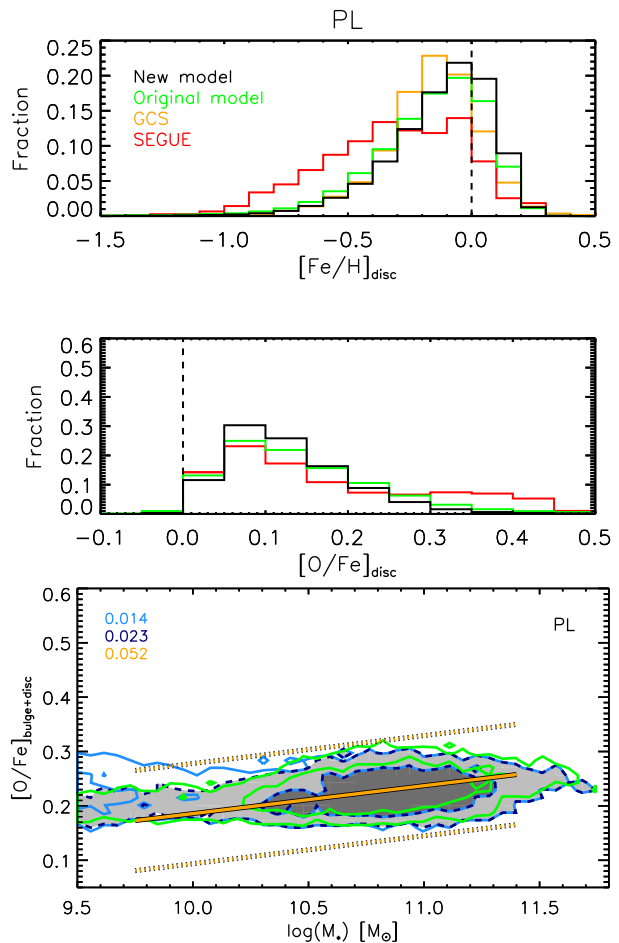 PL
0.25
0.20
0.15
0.10
0.05
0.00
Fraction
New model
Original model
GCS
SEGUE
-1.5 -1.0 -0.5 0.0 0.5
[Fe/H]disc
0.6
0.5
0.4
0.3
0.2
0.1
0.0
Fraction
-0.1 0.0 0.1 0.2 0.3 0.4 0.5
[O/Fe]disc
0.6
0.5
0.4
0.3
0.2
0.1
[O/Fe]bulge+disc
0.014
0.023
0.052
PL
9.5 10.0 10.5 11.0 11.5
log(M⋆) [M⊙]